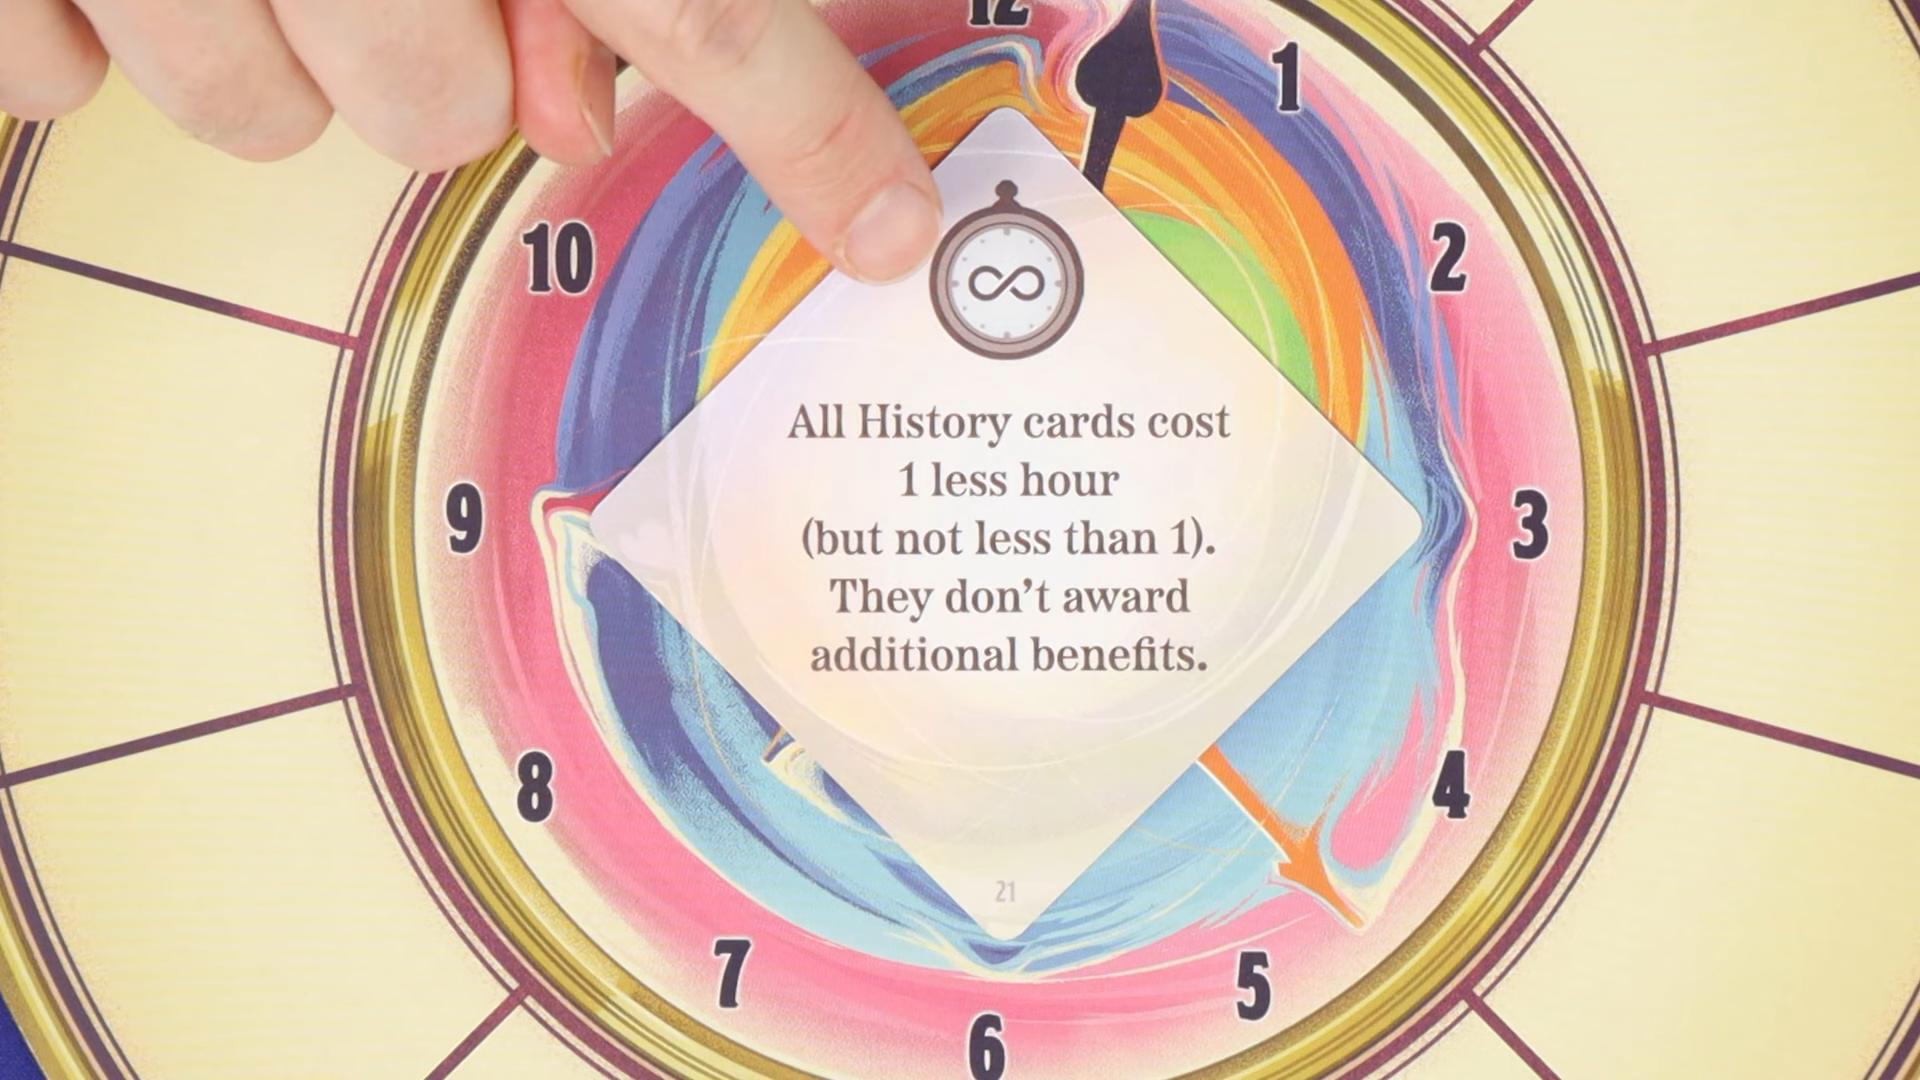 12
1
10
2
All History cards cost
1 less hour
9
(but not less than 1).
3
They don't award
additional benefits.
8
4
21
7
5
6